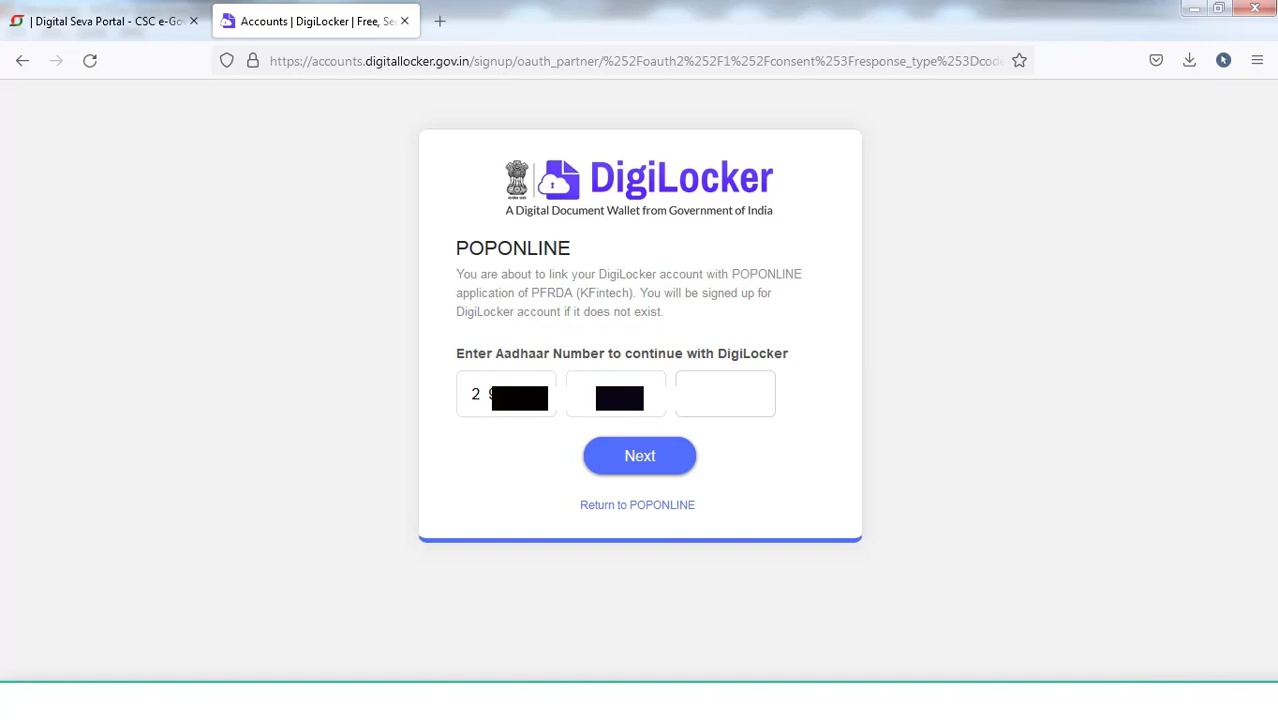 | Digital Seva Portal - CSC e-Gov
Accounts | DigiLocker | Free, Se
https://accounts.digitallocker.gov.in/signup/oauth_partner/%252Foauth2%252F1%252Fconsent%253Fresponse_type%253Dcod
DigiLocker
A Digital Document Wallet from Government of India
POPONLINE
You are about to link your DigiLocker account with POPONLINE
application of PFRDA (KFintech). You will be signed up for
DigiLocker account if it does not exist.
Enter Aadhaar Number to continue with DigiLocker
2
Next
Return to POPONLINE